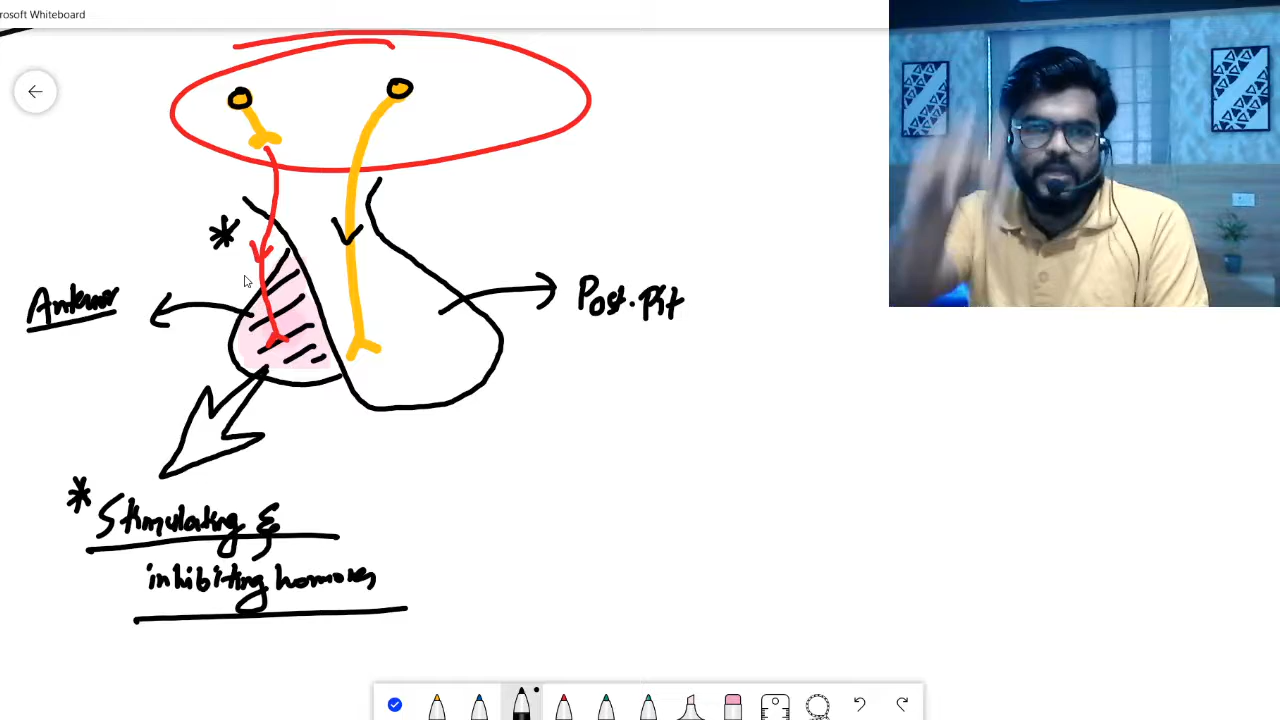 rosoft Whiteboard
*
Anterior
Post. Pit
* Stimulating &
inhibiting hormones